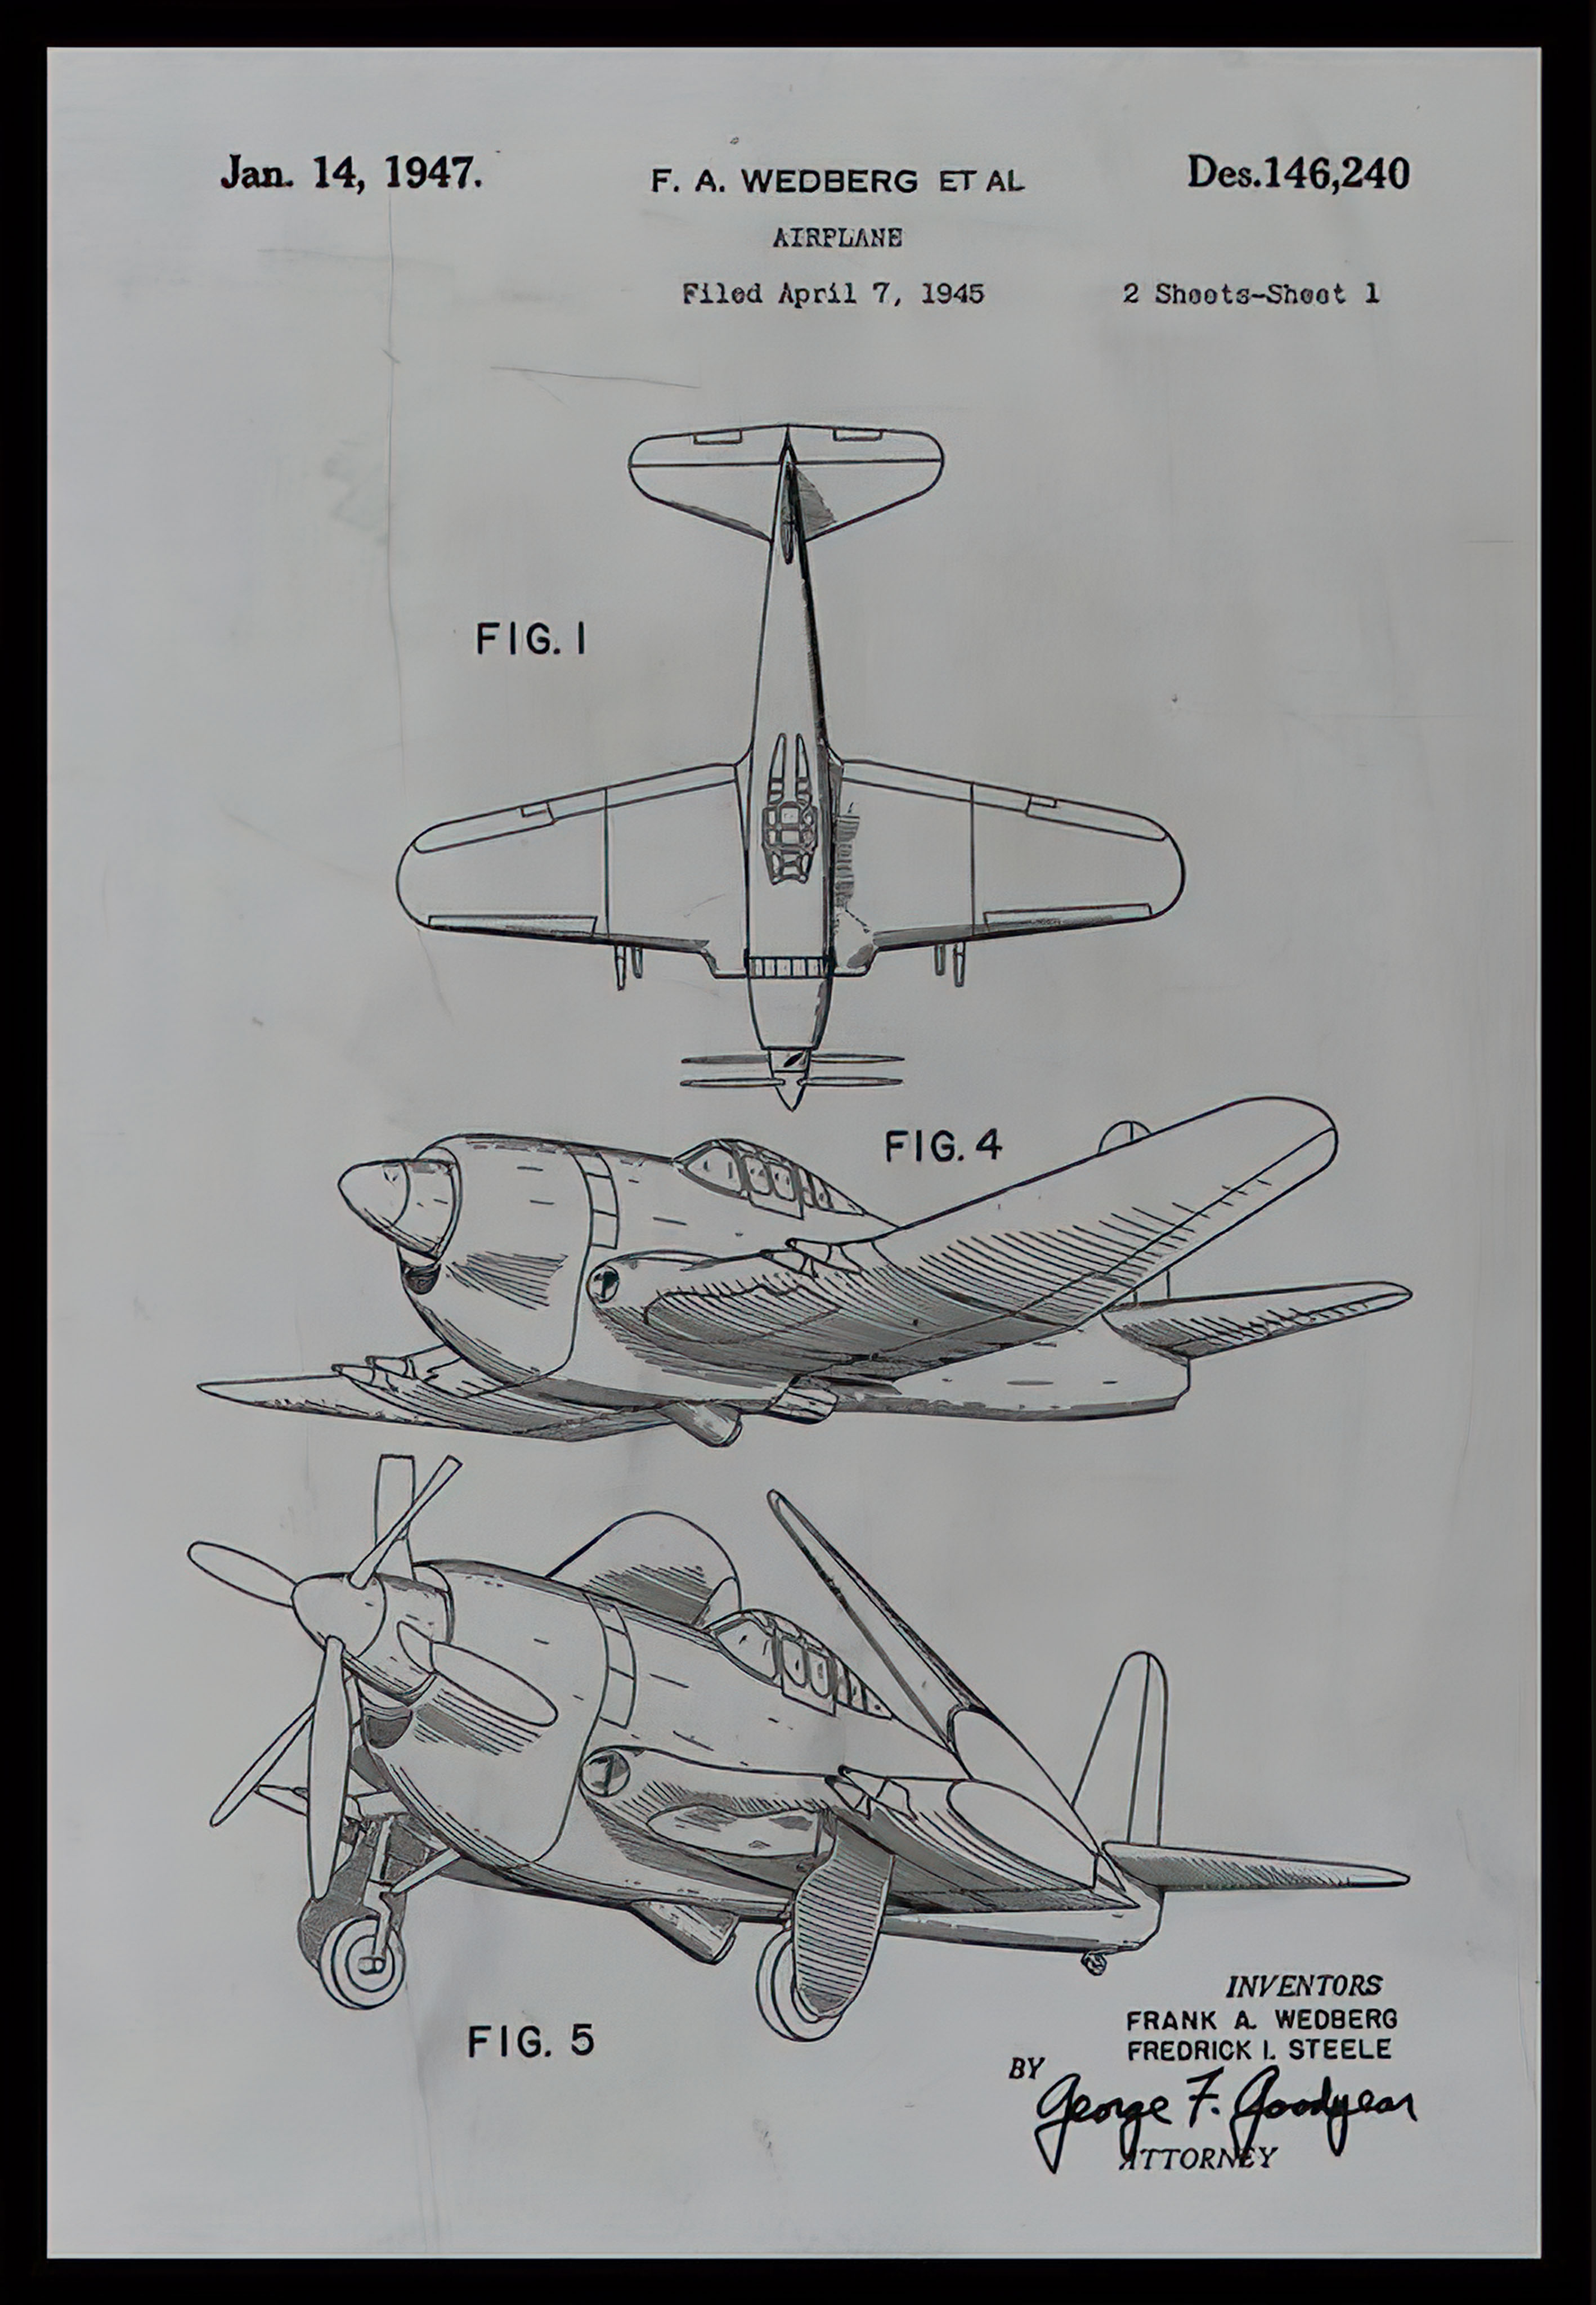 Jan. 14, 1947.
F. A. WEDBERG ET AL
Des.146,240
AIRPLANE
Filed April 7, 1945
2 Sheets-Sheet 1
FIG. 1
FIG. 4
FIG. 5
INVENTORS
FRANK A. WEDBERG
FREDRICK I. STEELE
BY
George F. Goodyear
ATTORNEY